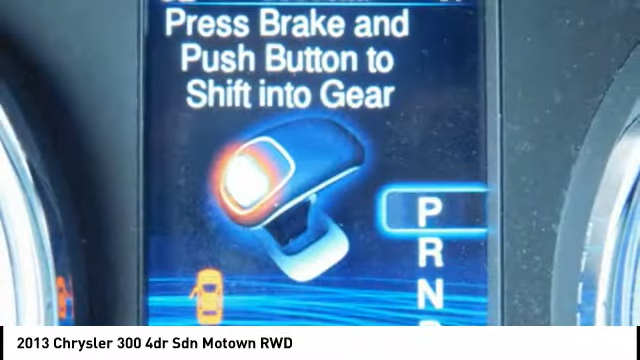 Press Brake and
Push Button to
Shift into Gear
P
R
N
2013 Chrysler 300 4dr Sdn Motown RWD